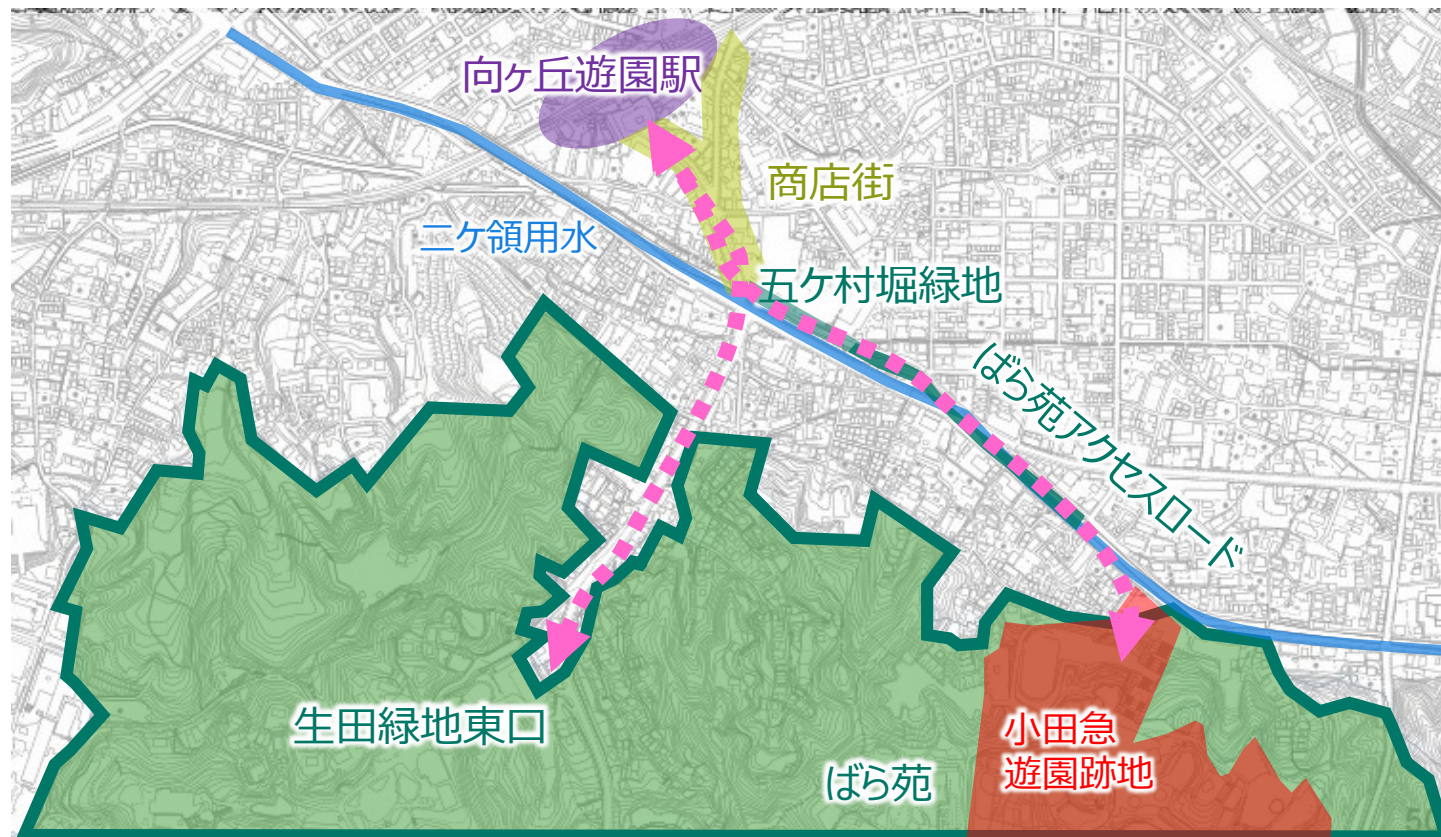 向ヶ丘遊園駅
商店街
二ケ領用水
五ケ村堀緑地
ばら苑アクセスロード
生田緑地東口
小田急
遊園跡地
ばら苑